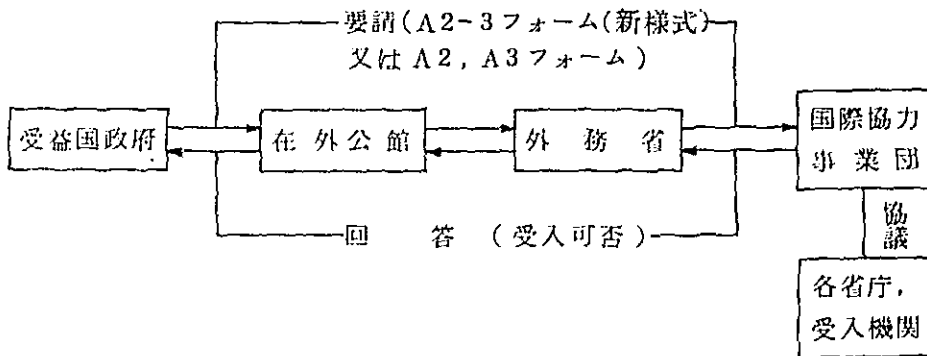 要請(A2-3フォーム(新様式)
又はA2,A3フォーム)
受益国政府
在外公館
外務省
国際協力
事業団
回答(受入可否)
協議
各省庁,
受入機関